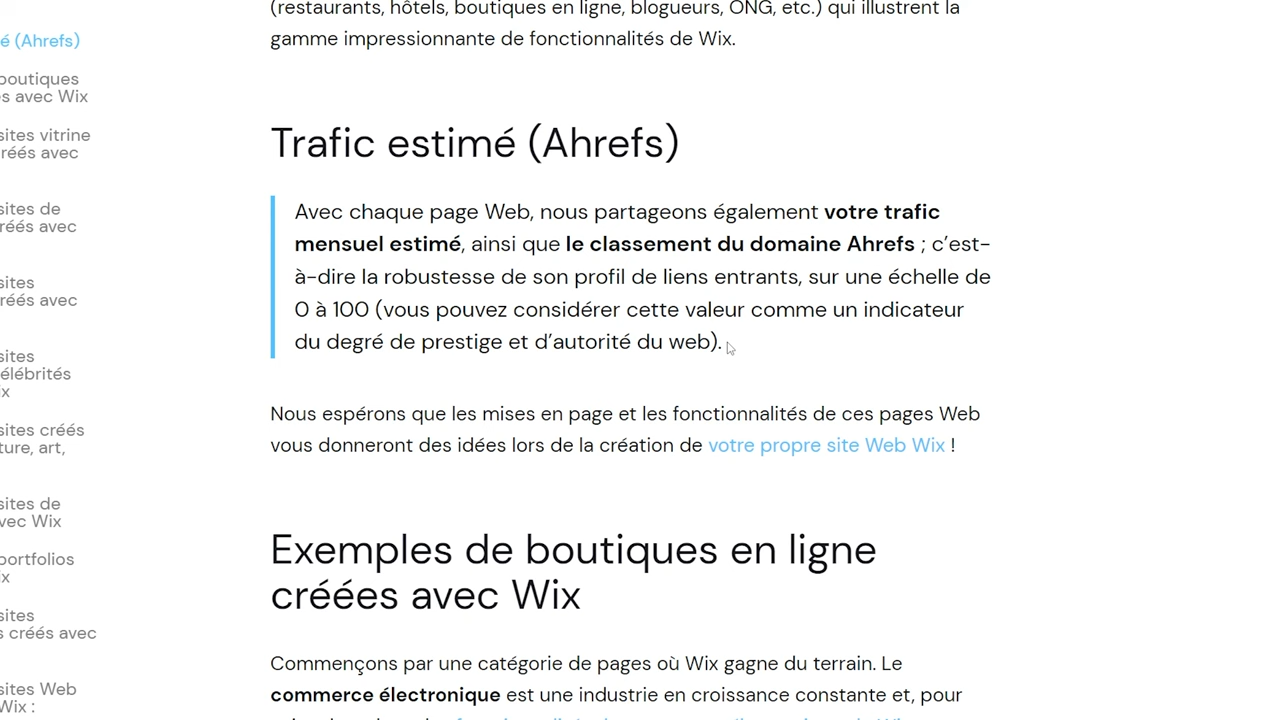 (restaurants, hôtels, boutiques en ligne, blogueurs, ONG, etc.) qui illustrent la
gamme impressionnante de fonctionnalités de Wix.
é (Ahrefs)
boutiques
s avec Wix
sites vitrine
réés avec
sites de
réés avec
sites
réés avec
sites
élébrités
ix
sites créés
ture, art,
sites de
vec Wix
portfolios
ix
sites
s créés avec
sites Web
Wix :
Trafic estimé (Ahrefs)
Avec chaque page Web, nous partageons également votre trafic
mensuel estimé, ainsi que le classement du domaine Ahrefs ; c’est-
à-dire la robustesse de son profil de liens entrants, sur une échelle de
0 à 100 (vous pouvez considérer cette valeur comme un indicateur
du degré de prestige et d’autorité du web).
Nous espérons que les mises en page et les fonctionnalités de ces pages Web
vous donneront des idées lors de la création de votre propre site Web Wix !
Exemples de boutiques en ligne
créées avec Wix
Commençons par une catégorie de pages où Wix gagne du terrain. Le
commerce électronique est une industrie en croissance constante et, pour